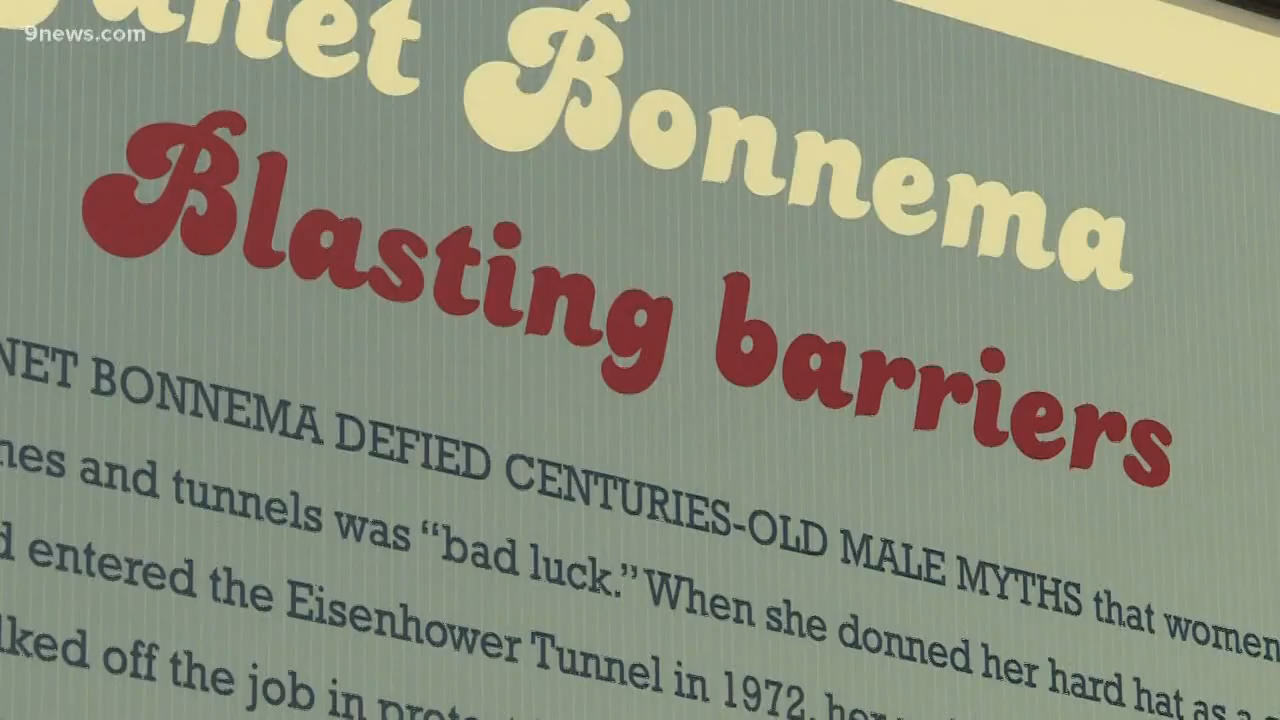 9news.com
Janet Bonnema
Blasting barriers
NET BONNEMA DEFIED CENTURIES-OLD MALE MYTHS that women
nes and tunnels was “bad luck.” When she donned her hard hat as a
d entered the Eisenhower Tunnel in 1972, her
lked off the job in